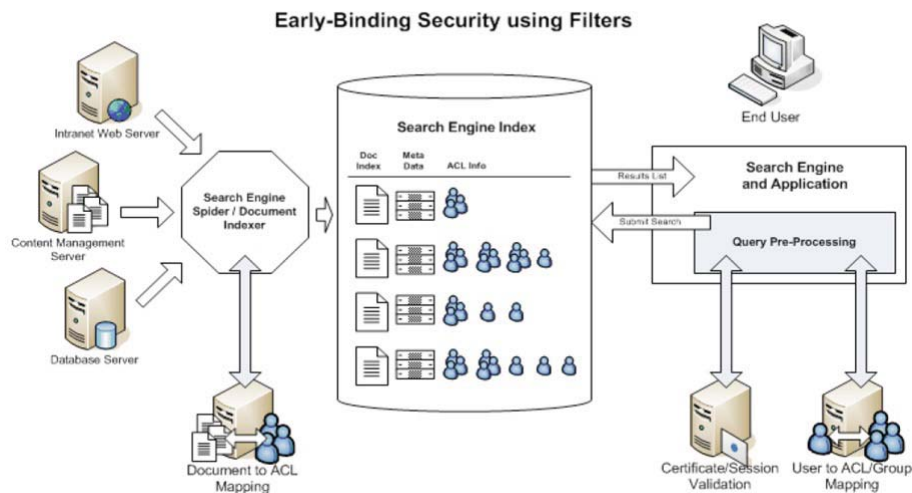 Early-Binding Security using Filters
Intranet Web Server
Content Management
Server
Database Server
Search Engine
Spider / Document
Indexer
Document to ACL
Mapping
Search Engine Index
Doc
Index
Meta
Data
ACL Info
End User
Results List
Submit Search
Search Engine
and Application
Query Pre-Processing
Certificate/Session
Validation
User to ACL/Group
Mapping